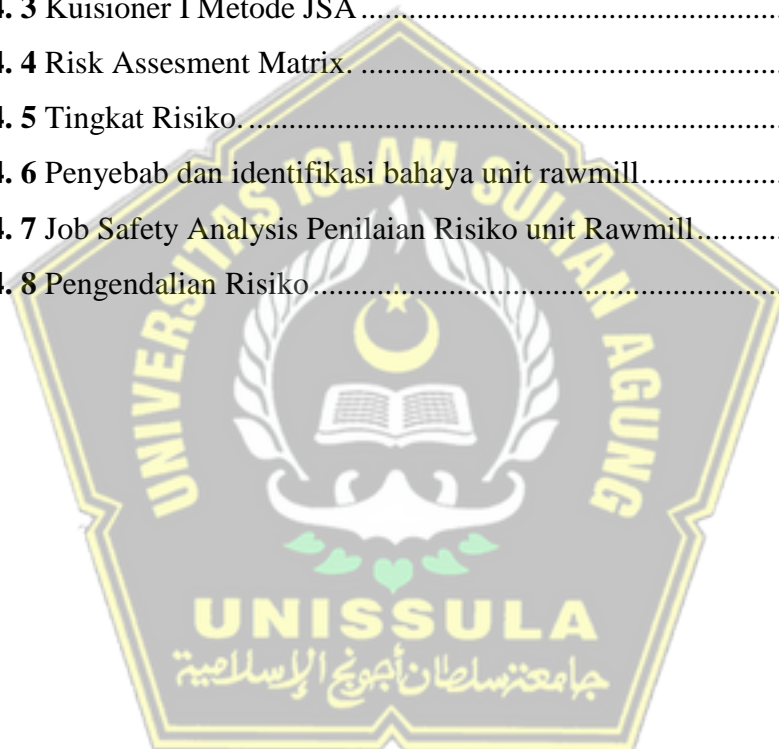 4. 3 Kuisioner I Metode JSA
4. 4 Risk Assesment Matrix.
4. 5 Tingkat Risiko.
4. 6 Penyebab dan identifikasi bahaya unit rawmill
4. 7 Job Safety Analysis Penilaian Risiko unit Rawmill
4. 8 Pengendalian Risiko
UNIVERSITAS ISLAM SULTAN AGUNG
UNISSULA
جامعتنسلطان أجونج الإسلامية